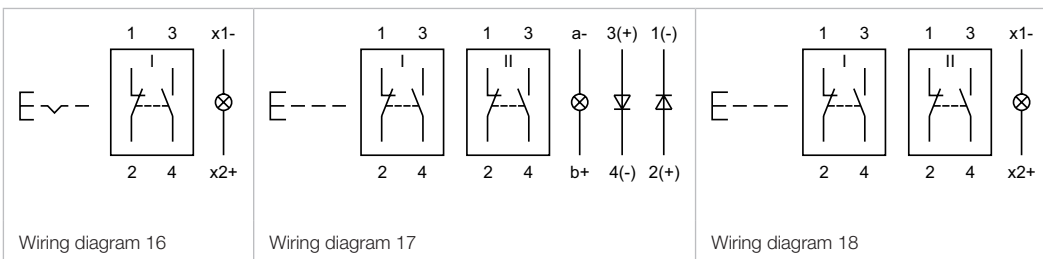 1 3 x1-
I
2 4 x2+
Wiring diagram 16
1 3 1 3 a- 3(+) 1(-)
I II
2 4 2 4 b+ 4(-) 2(+)
Wiring diagram 17
1 3 1 3 x1-
I II
2 4 2 4 x2+
Wiring diagram 18